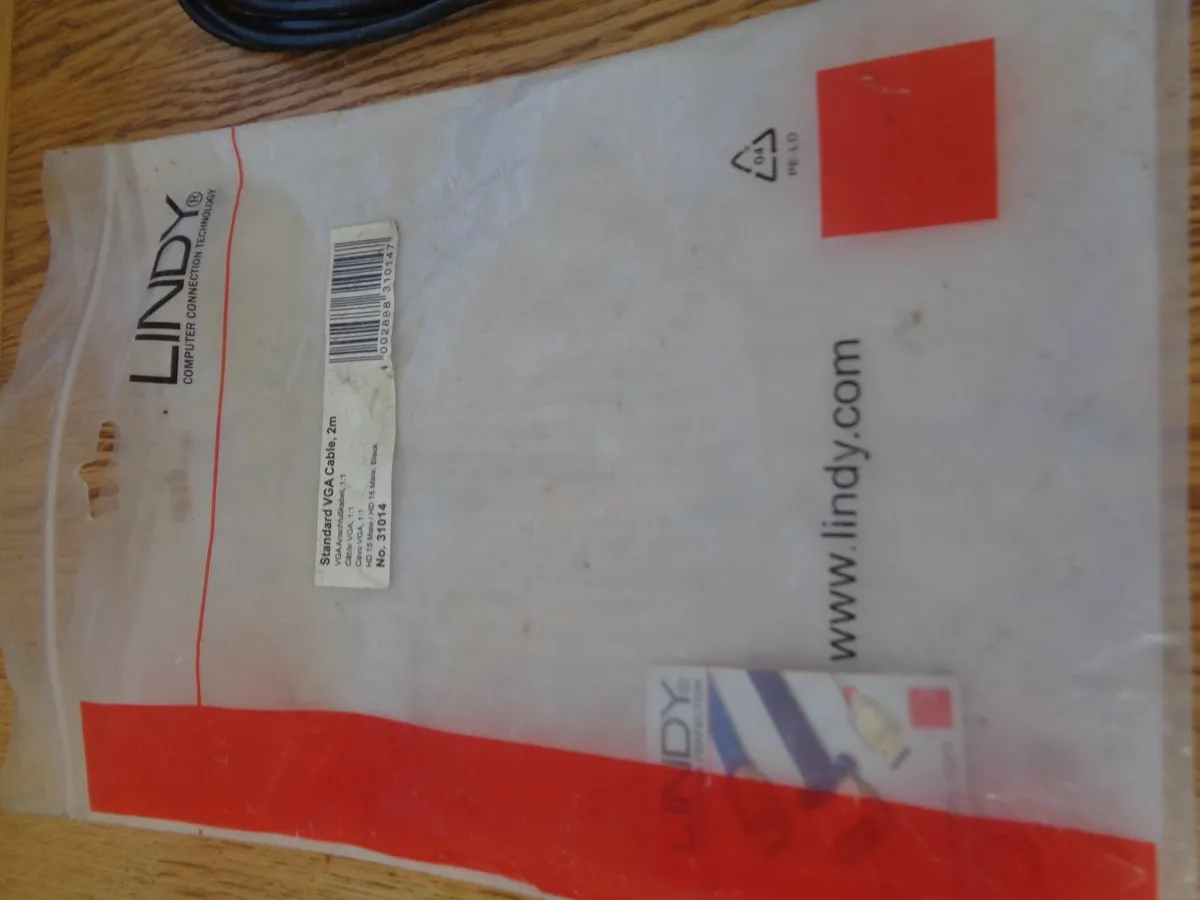 LINDY®
COMPUTER CONNECTION TECHNOLOGY
Standard VGA Cable, 2m
VGA Anschlußkabel, 1:1
Câble VGA, 1:1
Cavo VGA, 1:1
HD 15 Male / HD 15 Male, Black
No. 31014
4 002888 310147
04
PE-LD
www.lindy.com
LINDY®